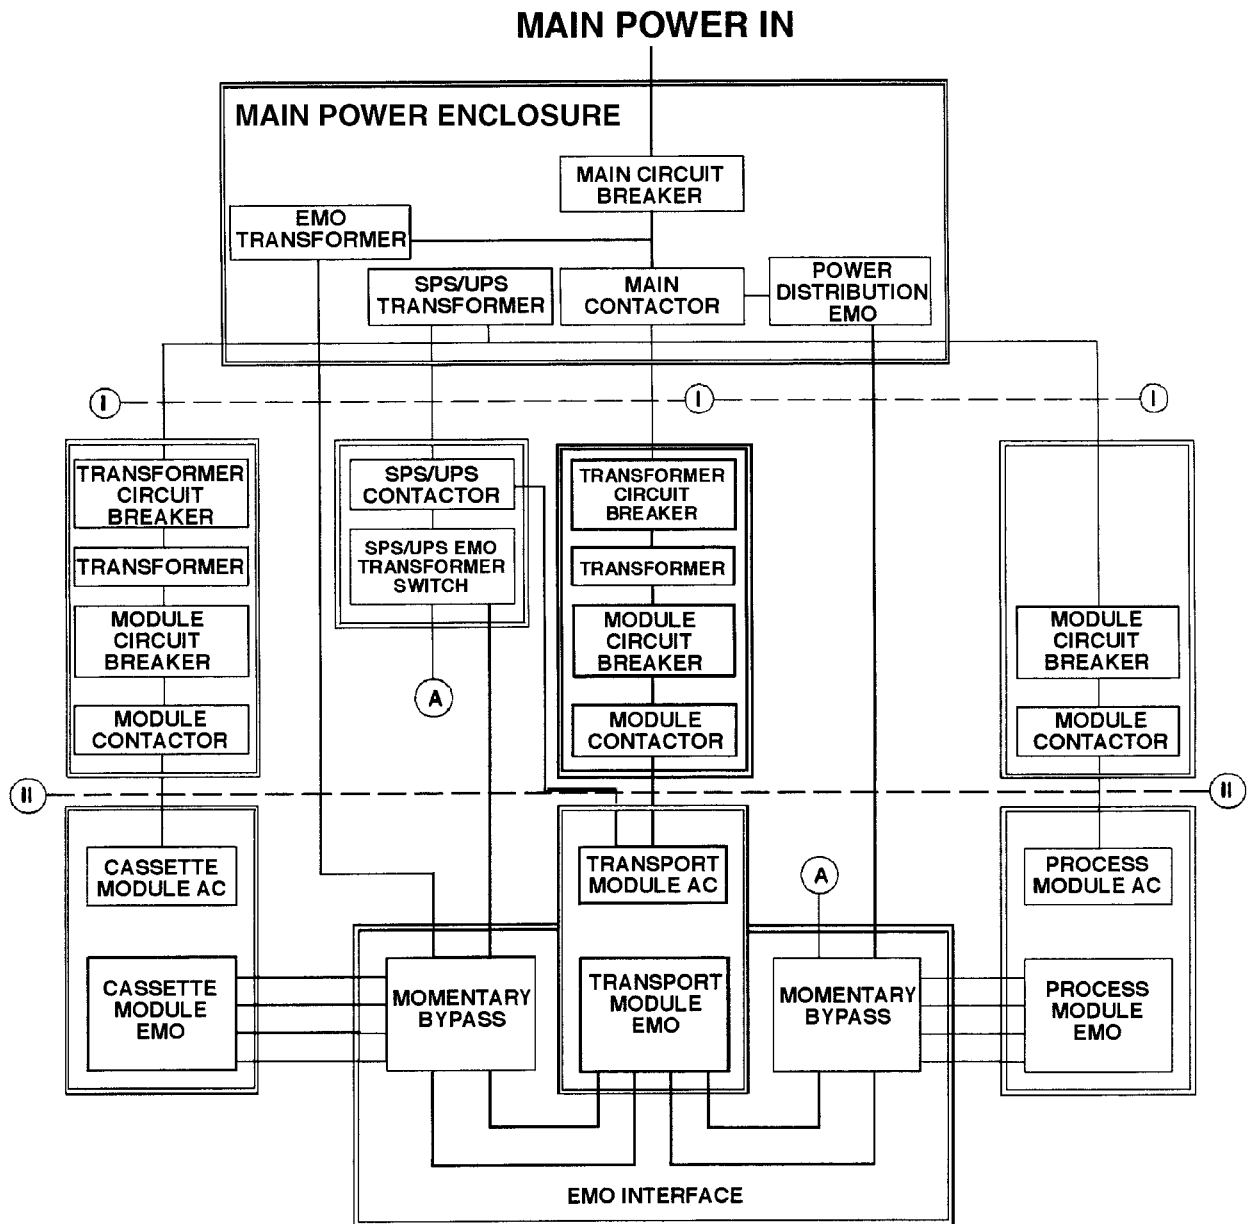 MAIN POWER IN
MAIN POWER ENCLOSURE
MAIN CIRCUIT
BREAKER
EMO
TRANSFORMER
SPS/UPS
TRANSFORMER
MAIN
CONTACTOR
POWER
DISTRIBUTION
EMO
I
I
I
TRANSFORMER
CIRCUIT
BREAKER
TRANSFORMER
MODULE
CIRCUIT
BREAKER
MODULE
CONTACTOR
SPS/UPS
CONTACTOR
SPS/UPS EMO
TRANSFORMER
SWITCH
A
TRANSFORMER
CIRCUIT
BREAKER
TRANSFORMER
MODULE
CIRCUIT
BREAKER
MODULE
CONTACTOR
MODULE
CIRCUIT
BREAKER
MODULE
CONTACTOR
II
II
CASSETTE
MODULE AC
TRANSPORT
MODULE AC
A
PROCESS
MODULE AC
CASSETTE
MODULE
EMO
MOMENTARY
BYPASS
TRANSPORT
MODULE
EMO
MOMENTARY
BYPASS
PROCESS
MODULE
EMO
EMO INTERFACE